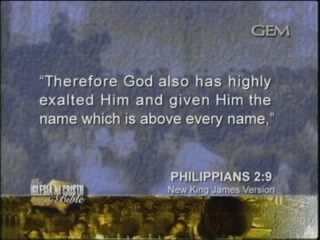 GEM
“Therefore God also has highly
exalted Him and given Him the
name which is above every name,”
PHILIPPIANS 2:9
New King James Version
IGLESIA NI CRISTO
Bible